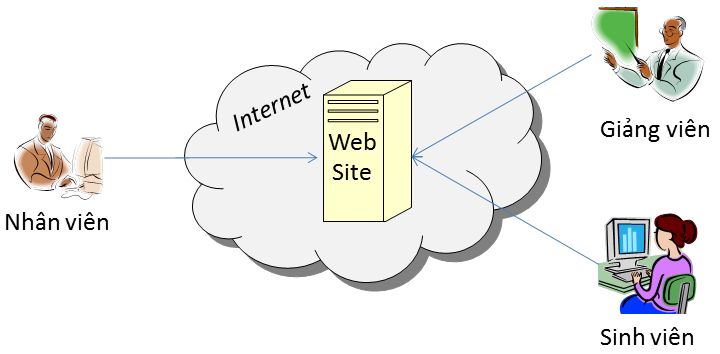 Internet
Web
Site
Giảng viên
Nhân viên
Sinh viên